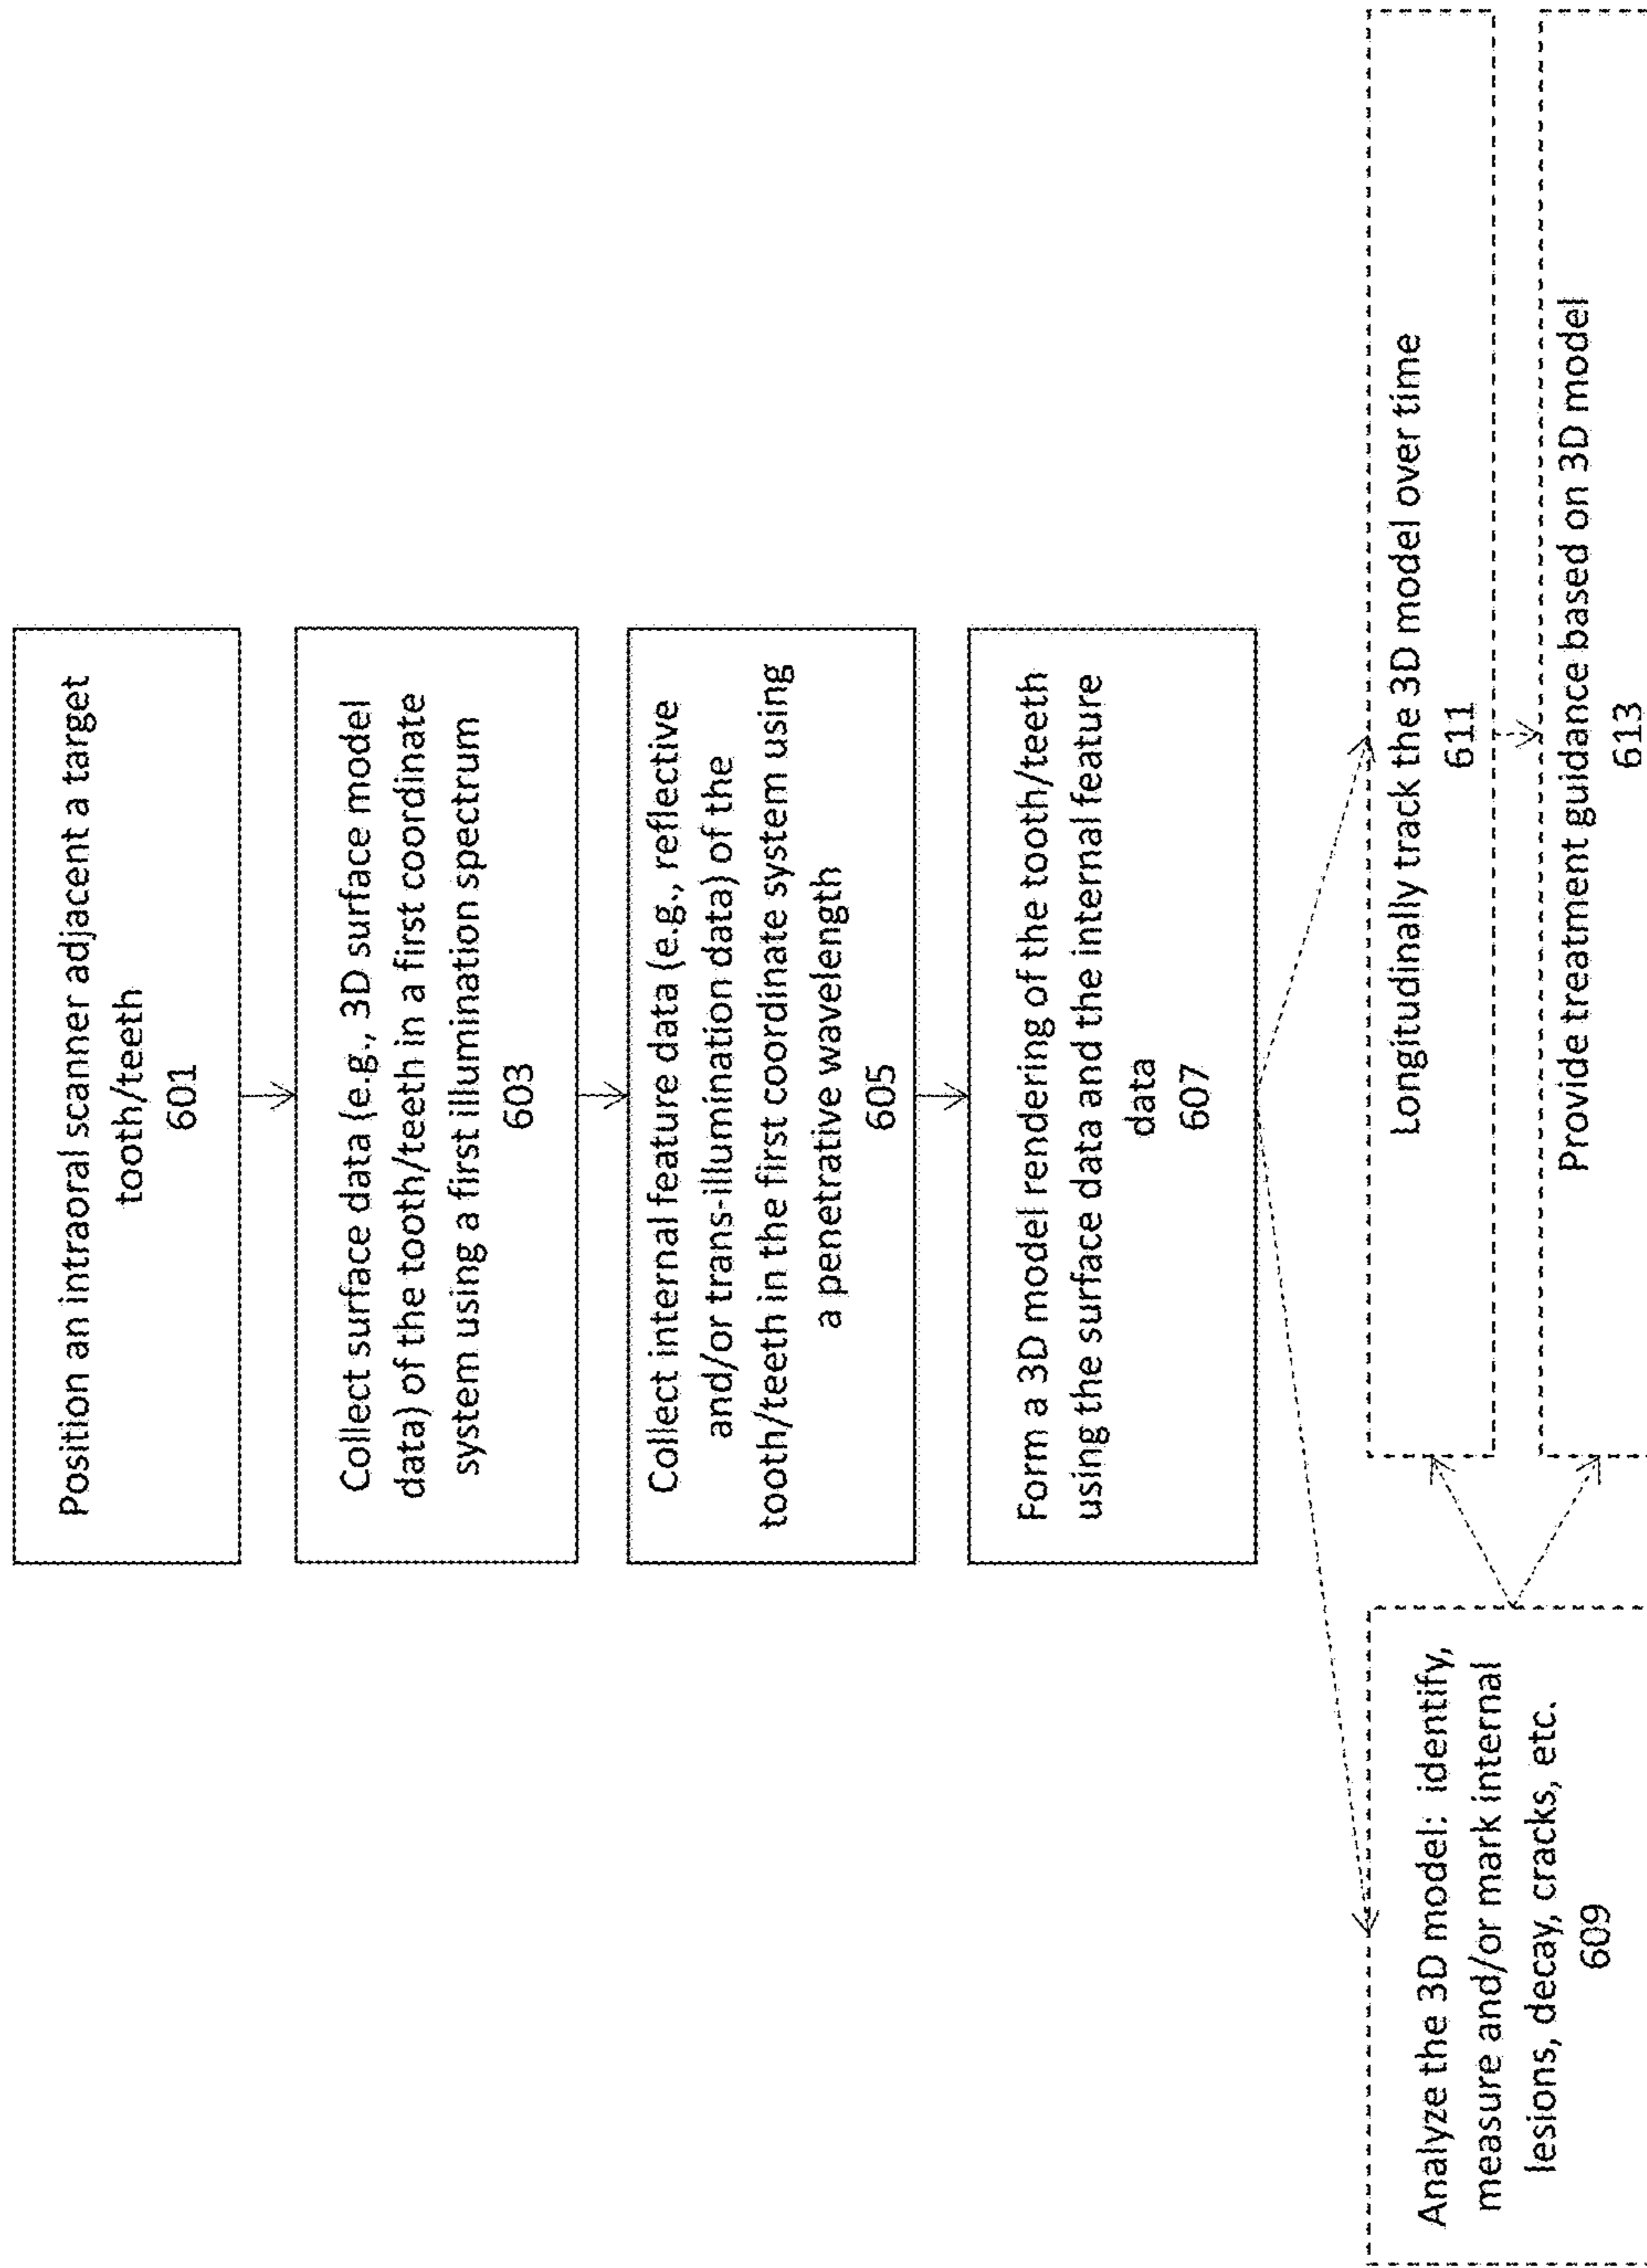 Position an intraoral scanner adjacent a target
tooth/teeth
601
Collect surface data (e.g., 3D surface model
data) of the tooth/teeth in a first coordinate
system using a first illumination spectrum
603
Collect internal feature data (e.g., reflective
and/or trans-illumination data) of the
tooth/teeth in the first coordinate system using
a penetrative wavelength
605
Form a 3D model rendering of the tooth/teeth
using the surface data and the internal feature
data
607
Analyze the 3D model: identify,
measure and/or mark internal
lesions, decay, cracks, etc.
609
Longitudinally track the 3D model over time
611
Provide treatment guidance based on 3D model
613